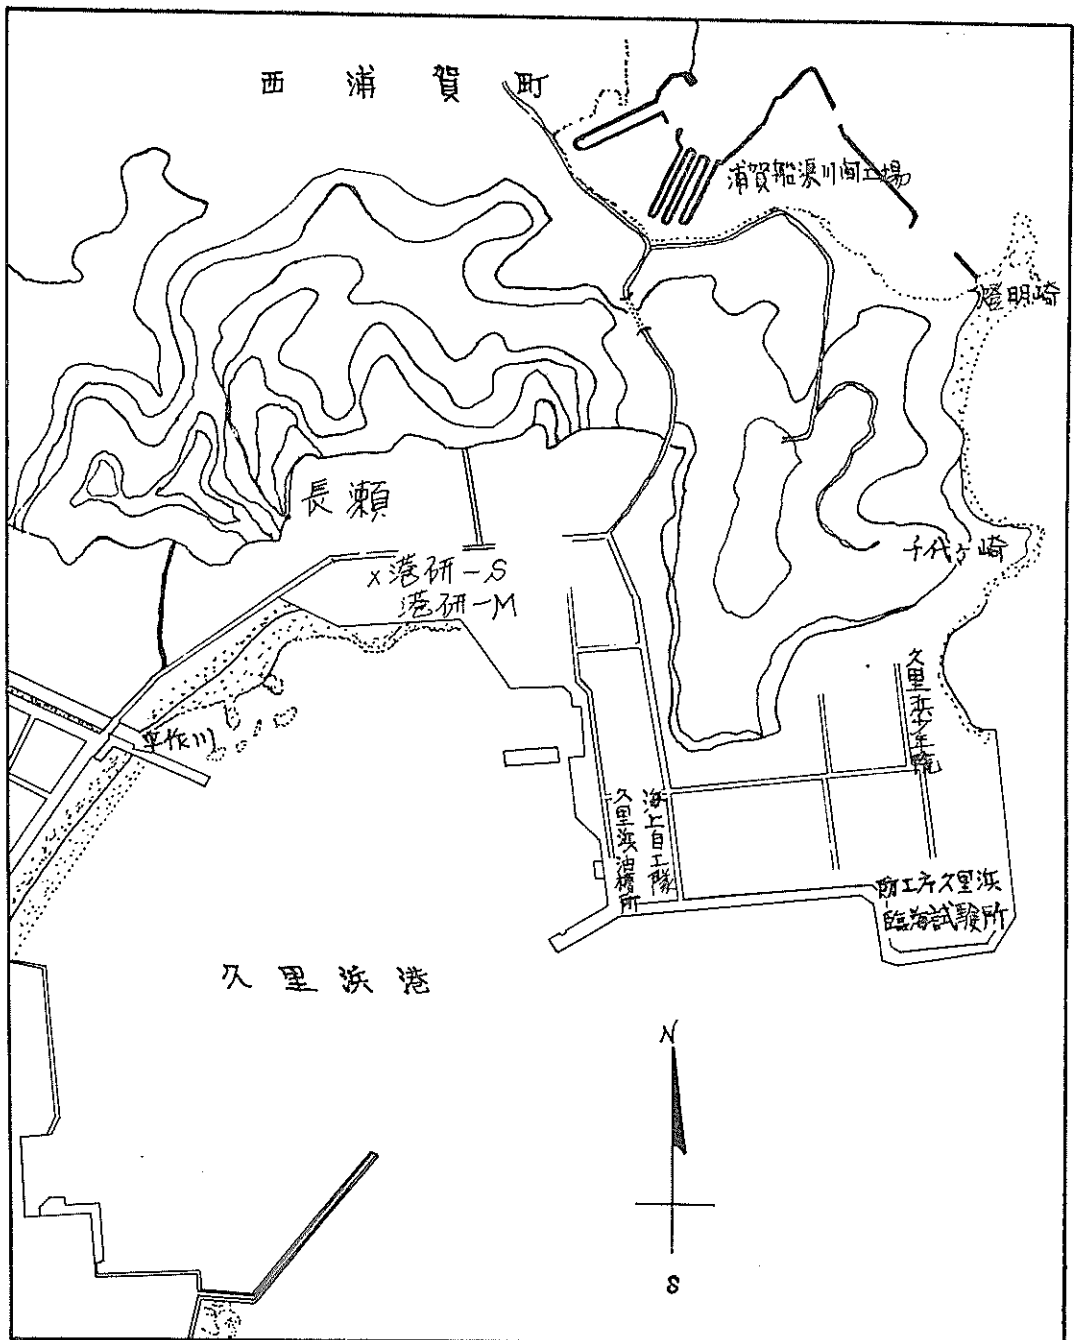 西浦賀町
浦賀船渠川間工場
燈明崎
長瀬
千代ヶ崎
x港研-S
港研-M
久里浜少年院
平作川
海上自工隊
久里浜油槽所
防工庁久里浜
臨海試験所
久里浜港
N
S